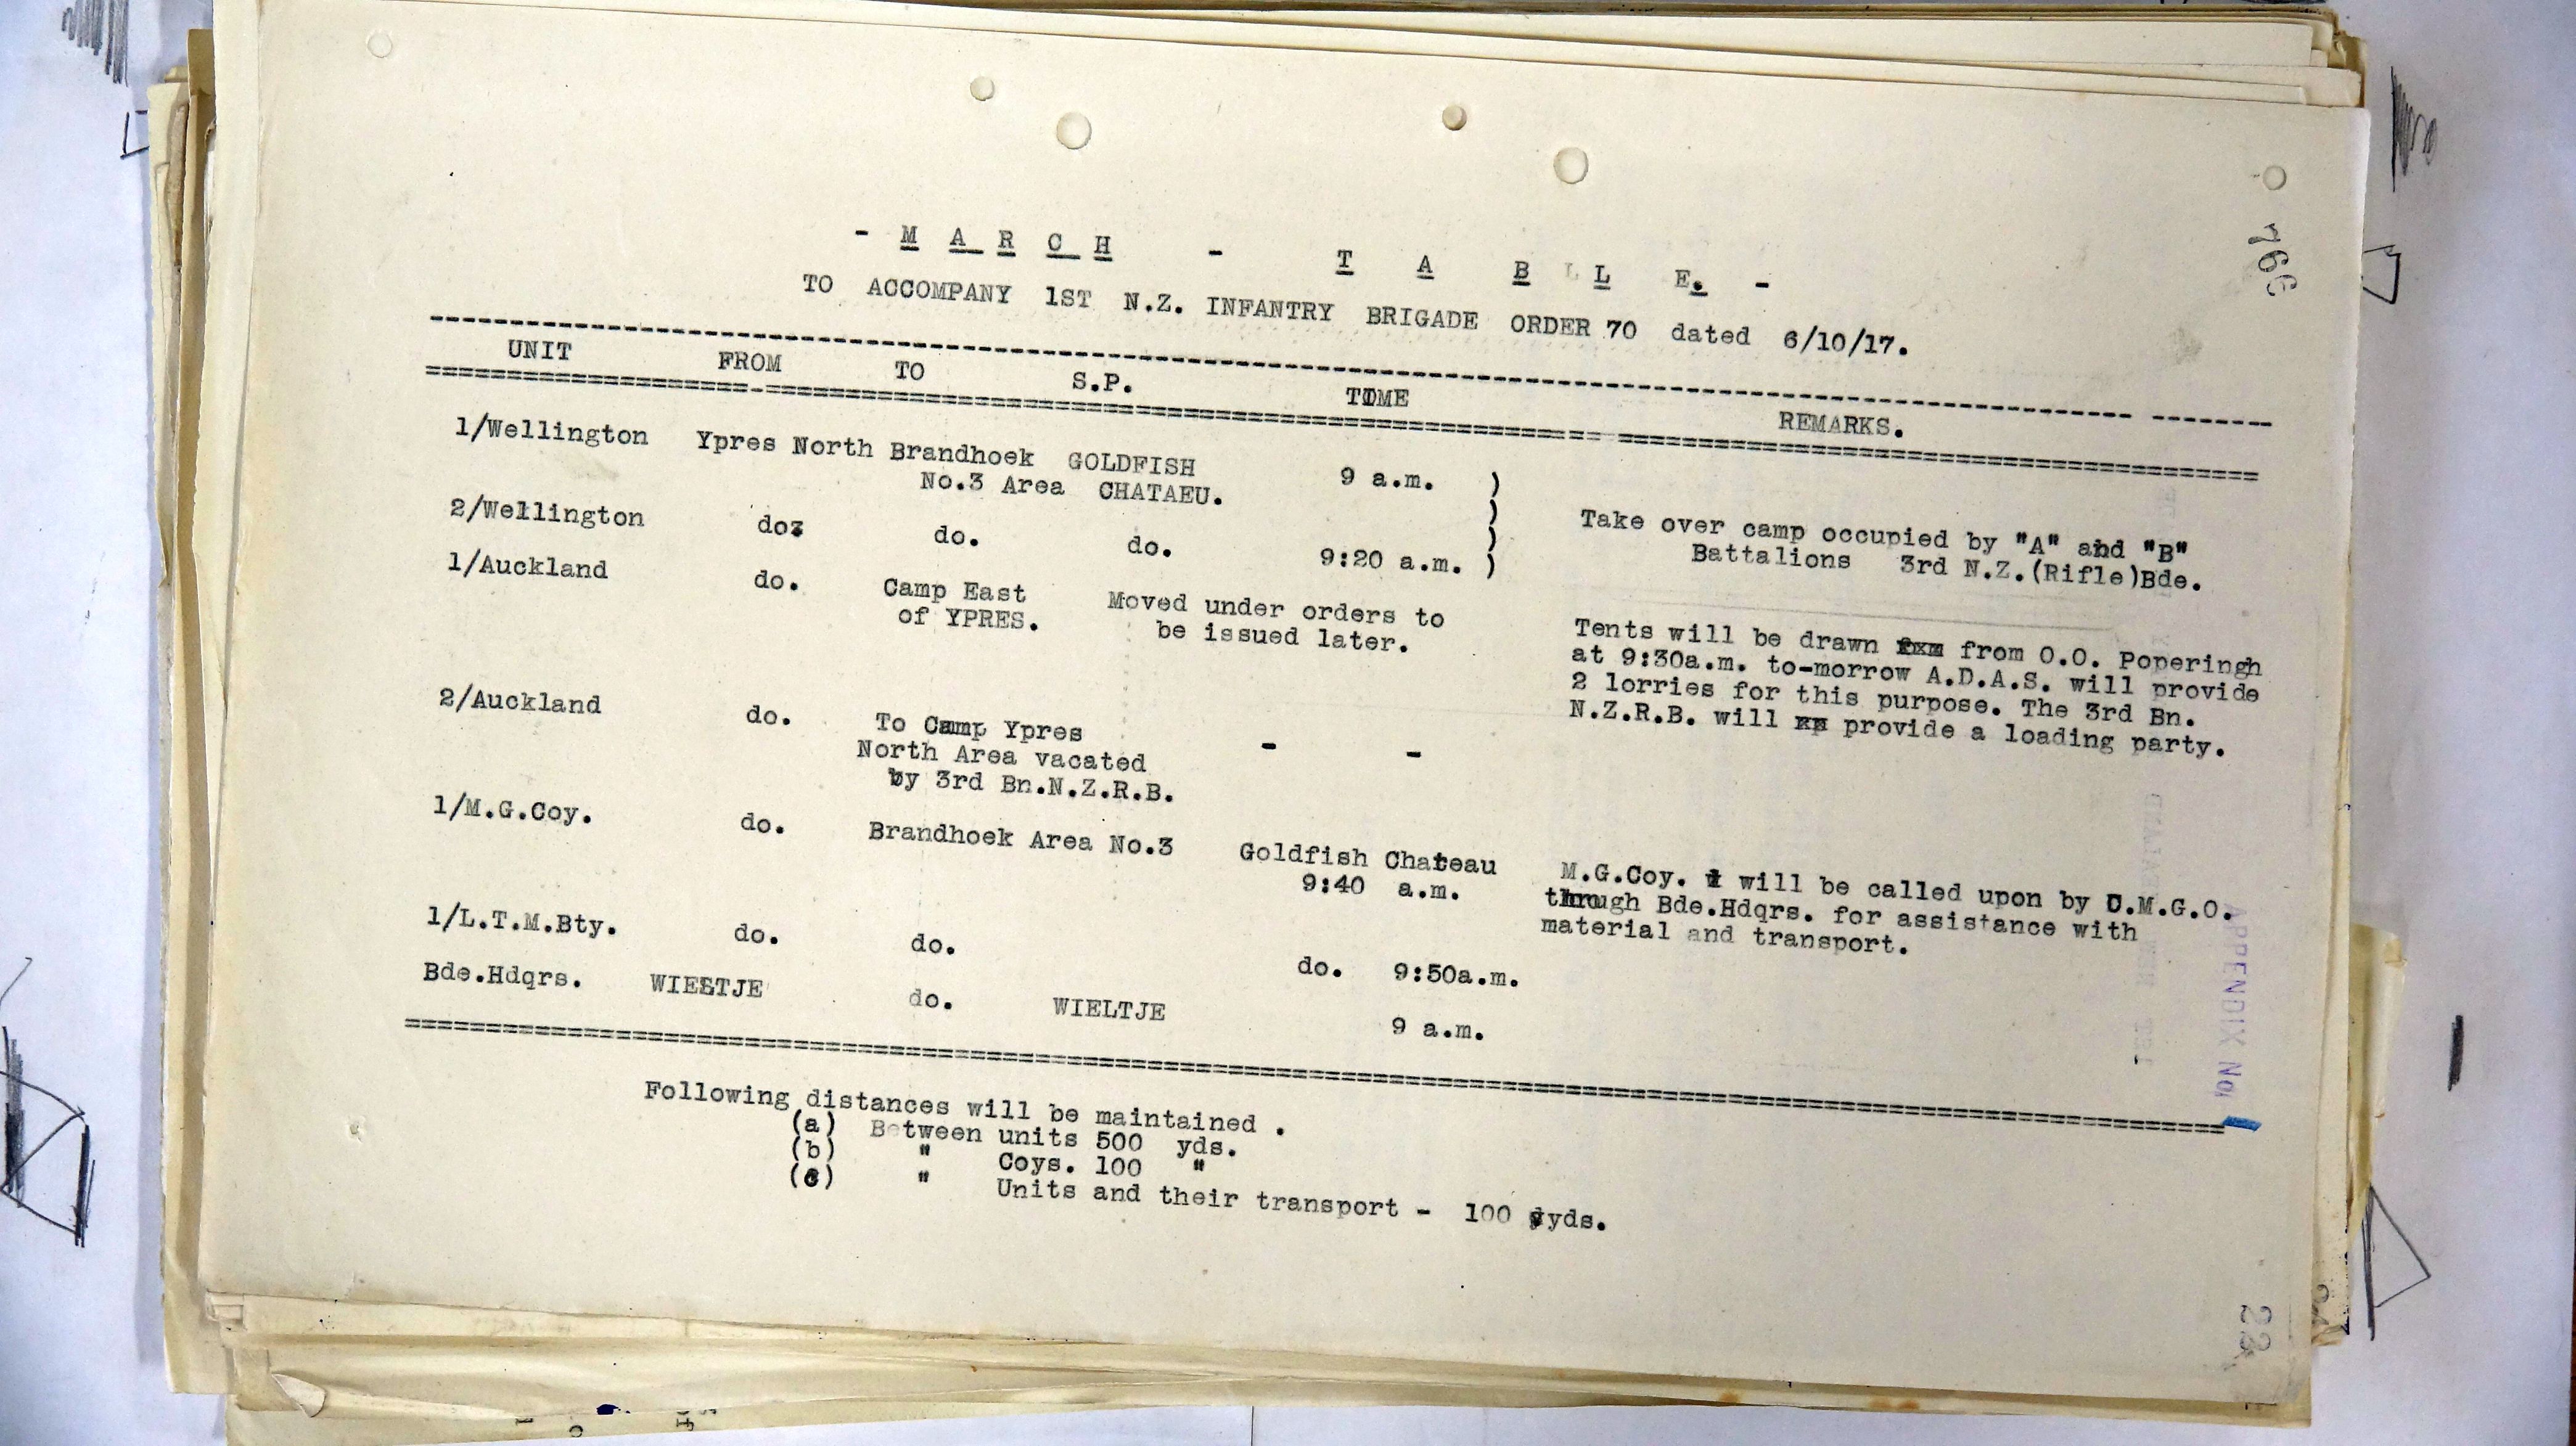 - M A R C H - T A B L E. -
TO ACCOMPANY 1ST N.Z. INFANTRY BRIGADE ORDER 70 dated 6/10/17.
UNIT FROM TO S.P. TIME REMARKS.
1/Wellington Ypres North Brandhoek GOLDFISH 9 a.m. )
No.3 Area CHATAEU. )
2/Wellington do. do. do. 9:20 a.m. )
Take over camp occupied by "A" and "B"
Battalions 3rd N.Z.(Rifle)Bde.
1/Auckland do. Camp East Moved under orders to
of YPRES. be issued later.
Tents will be drawn from O.O. Poperingh
at 9:30a.m. to-morrow A.D.A.S. will provide
2 lorries for this purpose. The 3rd Bn.
N.Z.R.B. will provide a loading party.
2/Auckland do. To Camp Ypres - -
North Area vacated
by 3rd Bn.N.Z.R.B.
1/M.G.Coy. do. Brandhoek Area No.3 Goldfish Chateau
9:40 a.m.
M.G.Coy. will be called upon by D.M.G.O.
through Bde.Hdqrs. for assistance with
material and transport.
1/L.T.M.Bty. do. do. do. 9:50a.m.
Bde.Hdqrs. WIELTJE do. WIELTJE 9 a.m.
Following distances will be maintained .
(a) Between units 500 yds.
(b) " Coys. 100 "
(c) " Units and their transport - 100 yds.
APPENDIX No.
766
22